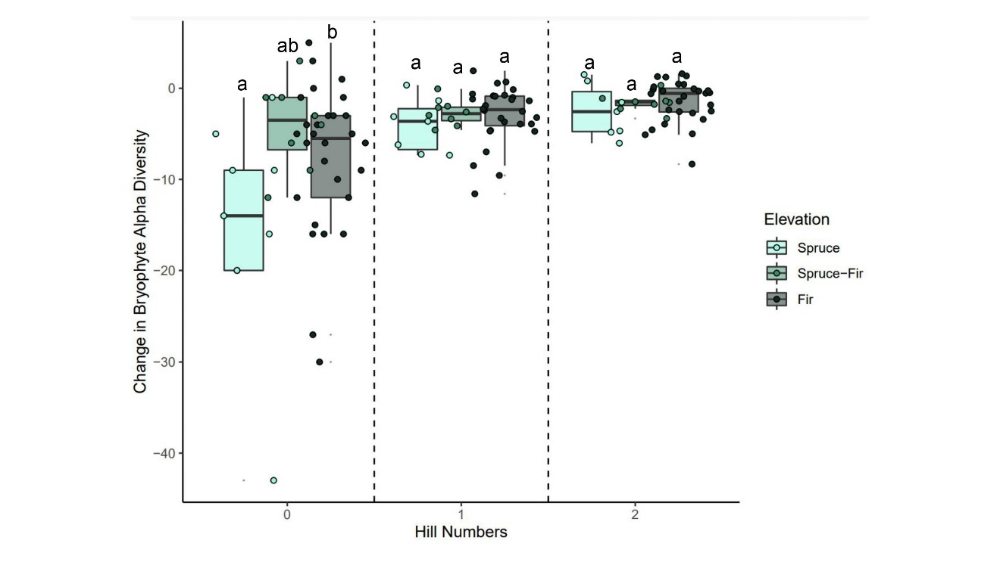 b
ab
a
a
a
a
a
a
a
0
−10
−20
−30
−40
Change in Bryophyte Alpha Diversity
0 1 2
Hill Numbers
Elevation
Spruce
Spruce−Fir
Fir